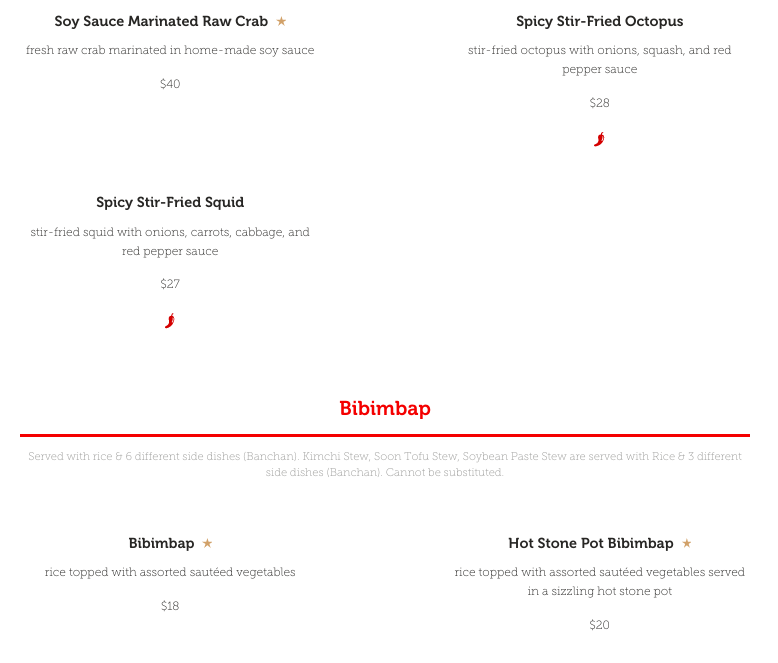 Soy Sauce Marinated Raw Crab ★
fresh raw crab marinated in home-made soy sauce
$40
Spicy Stir-Fried Octopus
stir-fried octopus with onions, squash, and red
pepper sauce
$28
Spicy Stir-Fried Squid
stir-fried squid with onions, carrots, cabbage, and
red pepper sauce
$27
Bibimbap
Served with rice & 6 different side dishes (Banchan). Kimchi Stew, Soon Tofu Stew, Soybean Paste Stew are served with Rice & 3 different
side dishes (Banchan). Cannot be substituted.
Bibimbap ★
rice topped with assorted sautéed vegetables
$18
Hot Stone Pot Bibimbap ★
rice topped with assorted sautéed vegetables served
in a sizzling hot stone pot
$20